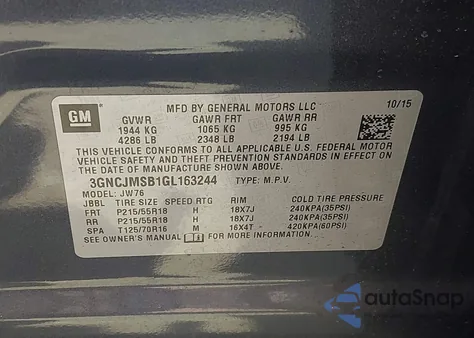 GM
MFD BY GENERAL MOTORS LLC 10/15
GVWR GAWR FRT GAWR RR
1944 KG 1065 KG 995 KG
4286 LB 2348 LB 2194 LB
THIS VEHICLE CONFORMS TO ALL APPLICABLE U.S. FEDERAL
MOTOR VEHICLE SAFETY STANDARDS IN EFFECT ON THE
DATE OF MANUFACTURE SHOWN ABOVE.
3GNCJMSB1GL163244 TYPE: M.P.V.
MODEL: JW76
JBBL TIRE SIZE SPEED RTG RIM COLD TIRE PRESSURE
FRT P215/55R18 H 18X7J 240KPA(35PSI)
RR P215/55R18 H 18X7J 240KPA(35PSI)
SPA T125/70R16 M 16X4T 420KPA(60PSI)
SEE OWNER'S MANUAL FOR MORE INFORMATION.
autoSnap